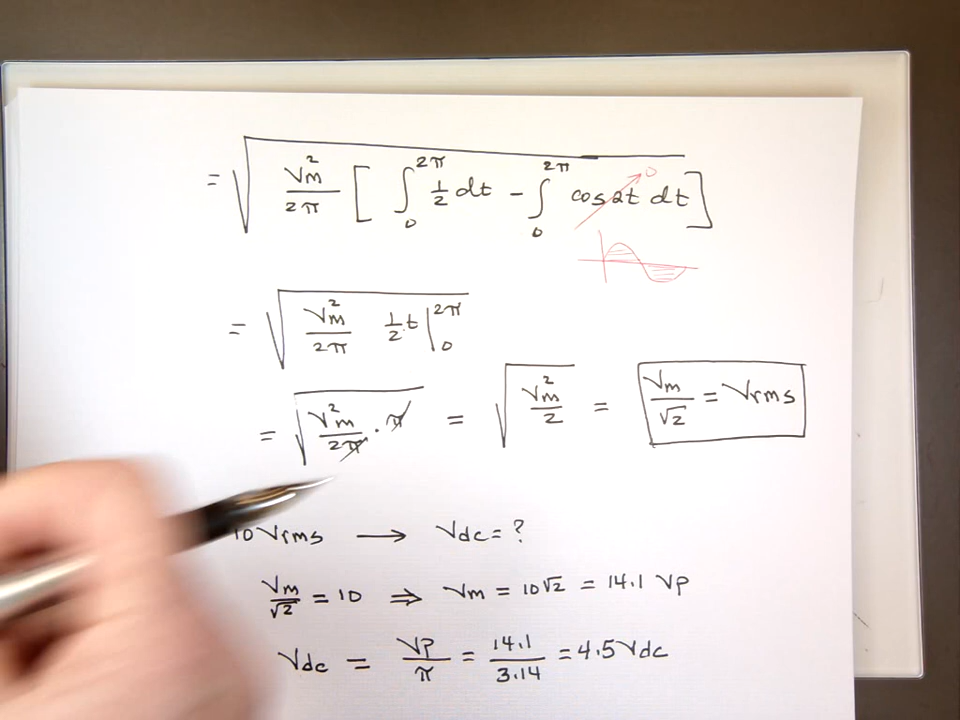 = √( Vm² / 2π [ ∫₀^2π ½ dt − ∫₀^2π cos 2t dt ] ) 0
= √( Vm² / 2π ½ t |₀^2π )
= √( Vm² / 2π · π ) = √( Vm² / 2 ) = Vm / √2 = Vrms
10 Vrms → Vdc = ?
Vm / √2 = 10 ⇒ Vm = 10√2 = 14.1 Vp
Vdc = Vp / π = 14.1 / 3.14 = 4.5 Vdc